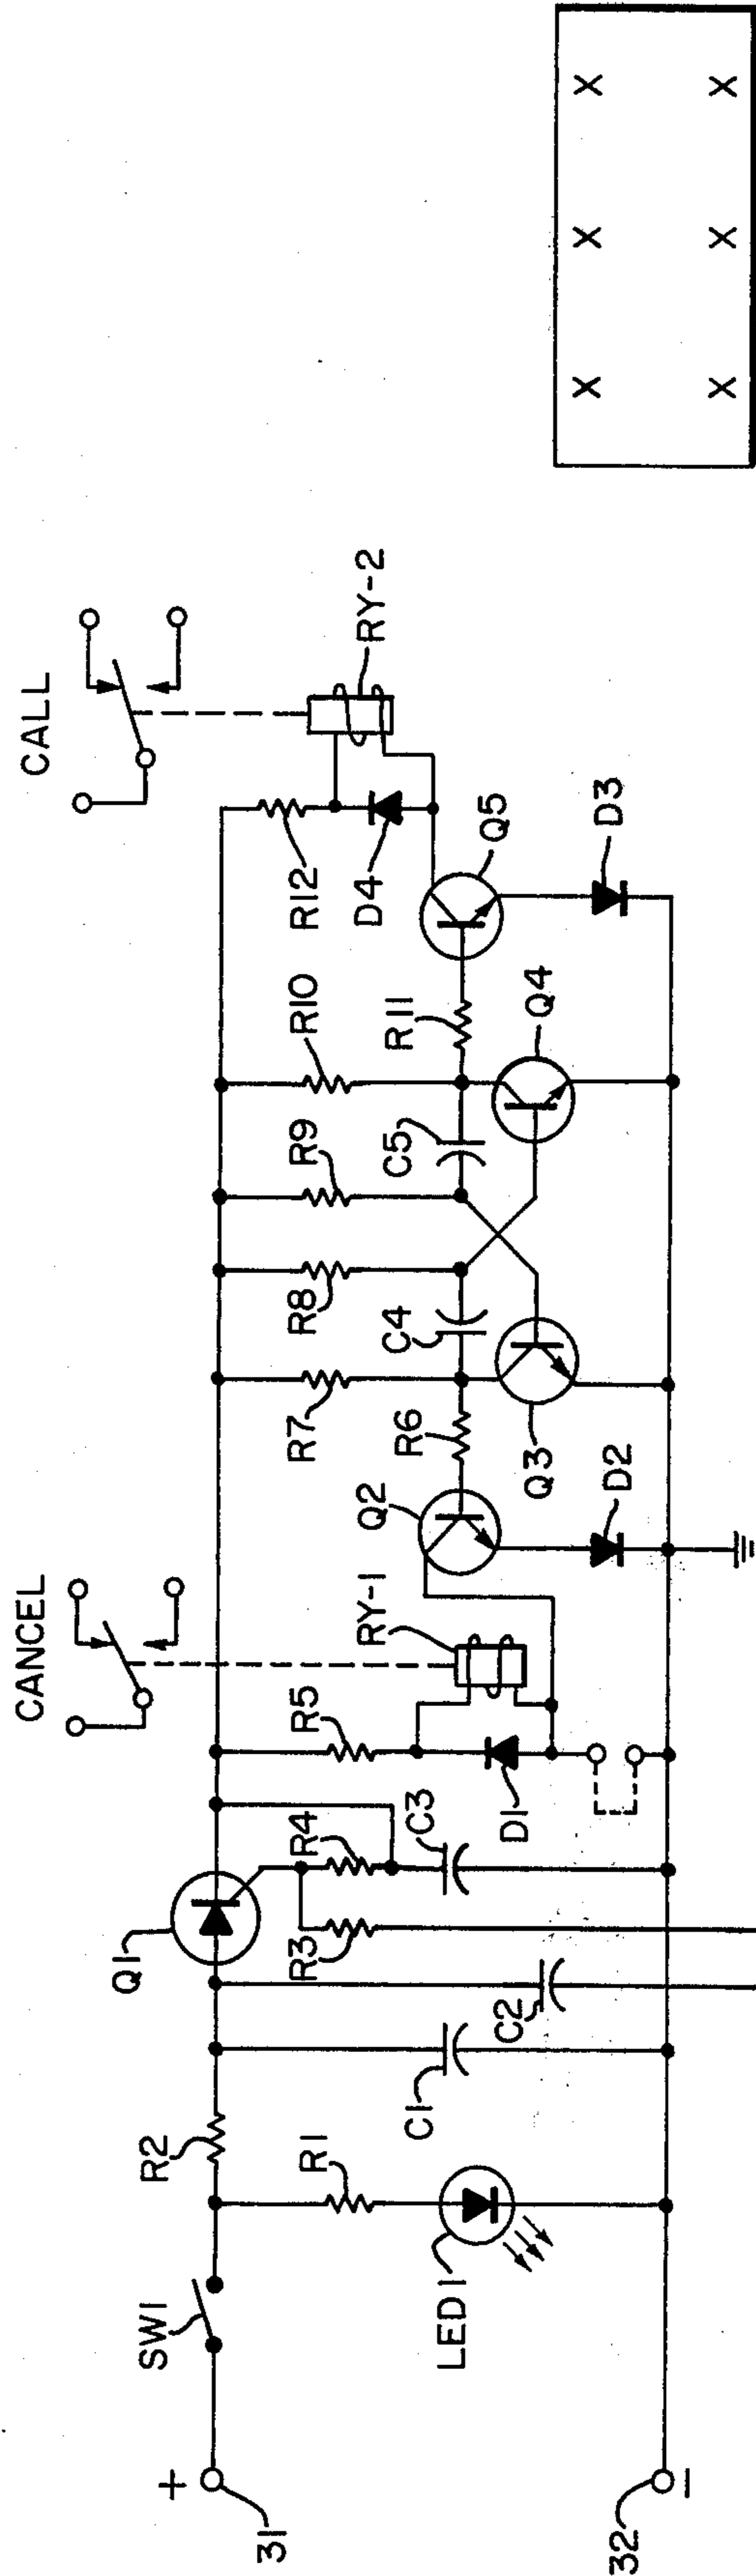 CANCEL
CALL
+
31
SW1
R2
Q1
R1
LED1
C1
C2
R3
R4
C3
R5
D1
RY-1
Q2
R6
D2
R7
Q3
C4
R8
R9
C5
R10
Q4
R11
Q5
R12
D4
D3
RY-2
32
−
X X X
X X X